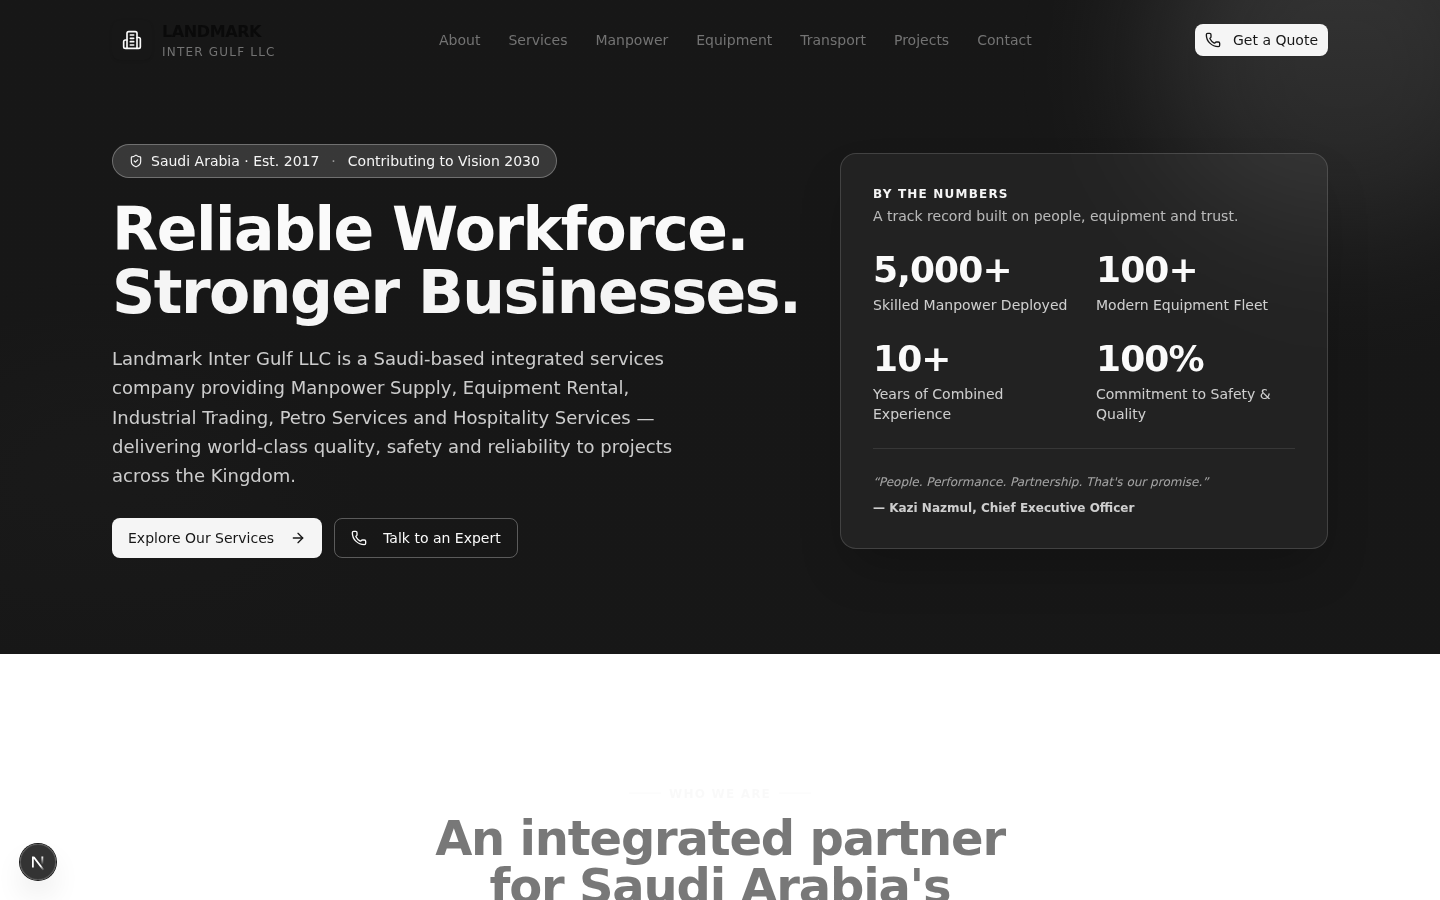 LANDMARK
INTER GULF LLC
About
Services
Manpower
Equipment
Transport
Projects
Contact
Get a Quote
Saudi Arabia · Est. 2017 · Contributing to Vision 2030
Reliable Workforce.
Stronger Businesses.
Landmark Inter Gulf LLC is a Saudi-based integrated services
company providing Manpower Supply, Equipment Rental,
Industrial Trading, Petro Services and Hospitality Services —
delivering world-class quality, safety and reliability to projects
across the Kingdom.
Explore Our Services
Talk to an Expert
BY THE NUMBERS
A track record built on people, equipment and trust.
5,000+
Skilled Manpower Deployed
100+
Modern Equipment Fleet
10+
Years of Combined
Experience
100%
Commitment to Safety &
Quality
“People. Performance. Partnership. That's our promise.”
— Kazi Nazmul, Chief Executive Officer
WHO WE ARE
An integrated partner
for Saudi Arabia's
N